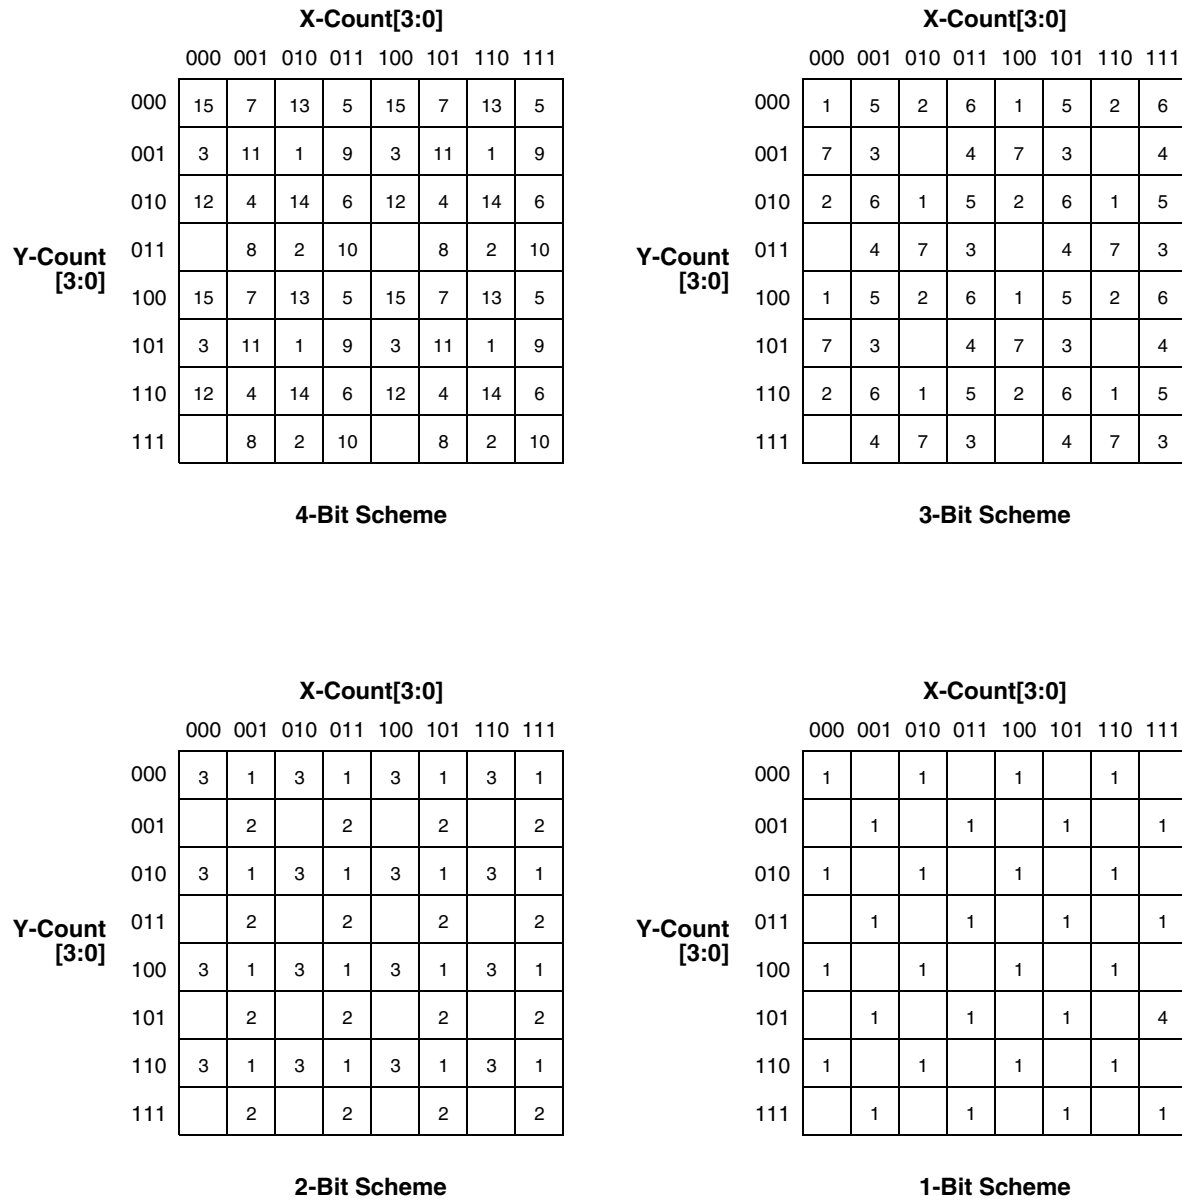 X-Count[3:0]
000 001 010 011 100 101 110 111
Y-Count
[3:0]
000 15 7 13 5 15 7 13 5
001 3 11 1 9 3 11 1 9
010 12 4 14 6 12 4 14 6
011 8 2 10 8 2 10
100 15 7 13 5 15 7 13 5
101 3 11 1 9 3 11 1 9
110 12 4 14 6 12 4 14 6
111 8 2 10 8 2 10
4-Bit Scheme
X-Count[3:0]
000 001 010 011 100 101 110 111
Y-Count
[3:0]
000 1 5 2 6 1 5 2 6
001 7 3 4 7 3 4
010 2 6 1 5 2 6 1 5
011 4 7 3 4 7 3
100 1 5 2 6 1 5 2 6
101 7 3 4 7 3 4
110 2 6 1 5 2 6 1 5
111 4 7 3 4 7 3
3-Bit Scheme
X-Count[3:0]
000 001 010 011 100 101 110 111
Y-Count
[3:0]
000 3 1 3 1 3 1 3 1
001 2 2 2 2
010 3 1 3 1 3 1 3 1
011 2 2 2 2
100 3 1 3 1 3 1 3 1
101 2 2 2 2
110 3 1 3 1 3 1 3 1
111 2 2 2 2
2-Bit Scheme
X-Count[3:0]
000 001 010 011 100 101 110 111
Y-Count
[3:0]
000 1 1 1 1
001 1 1 1 1
010 1 1 1 1
011 1 1 1 1
100 1 1 1 1
101 1 1 1 4
110 1 1 1 1
111 1 1 1 1
1-Bit Scheme